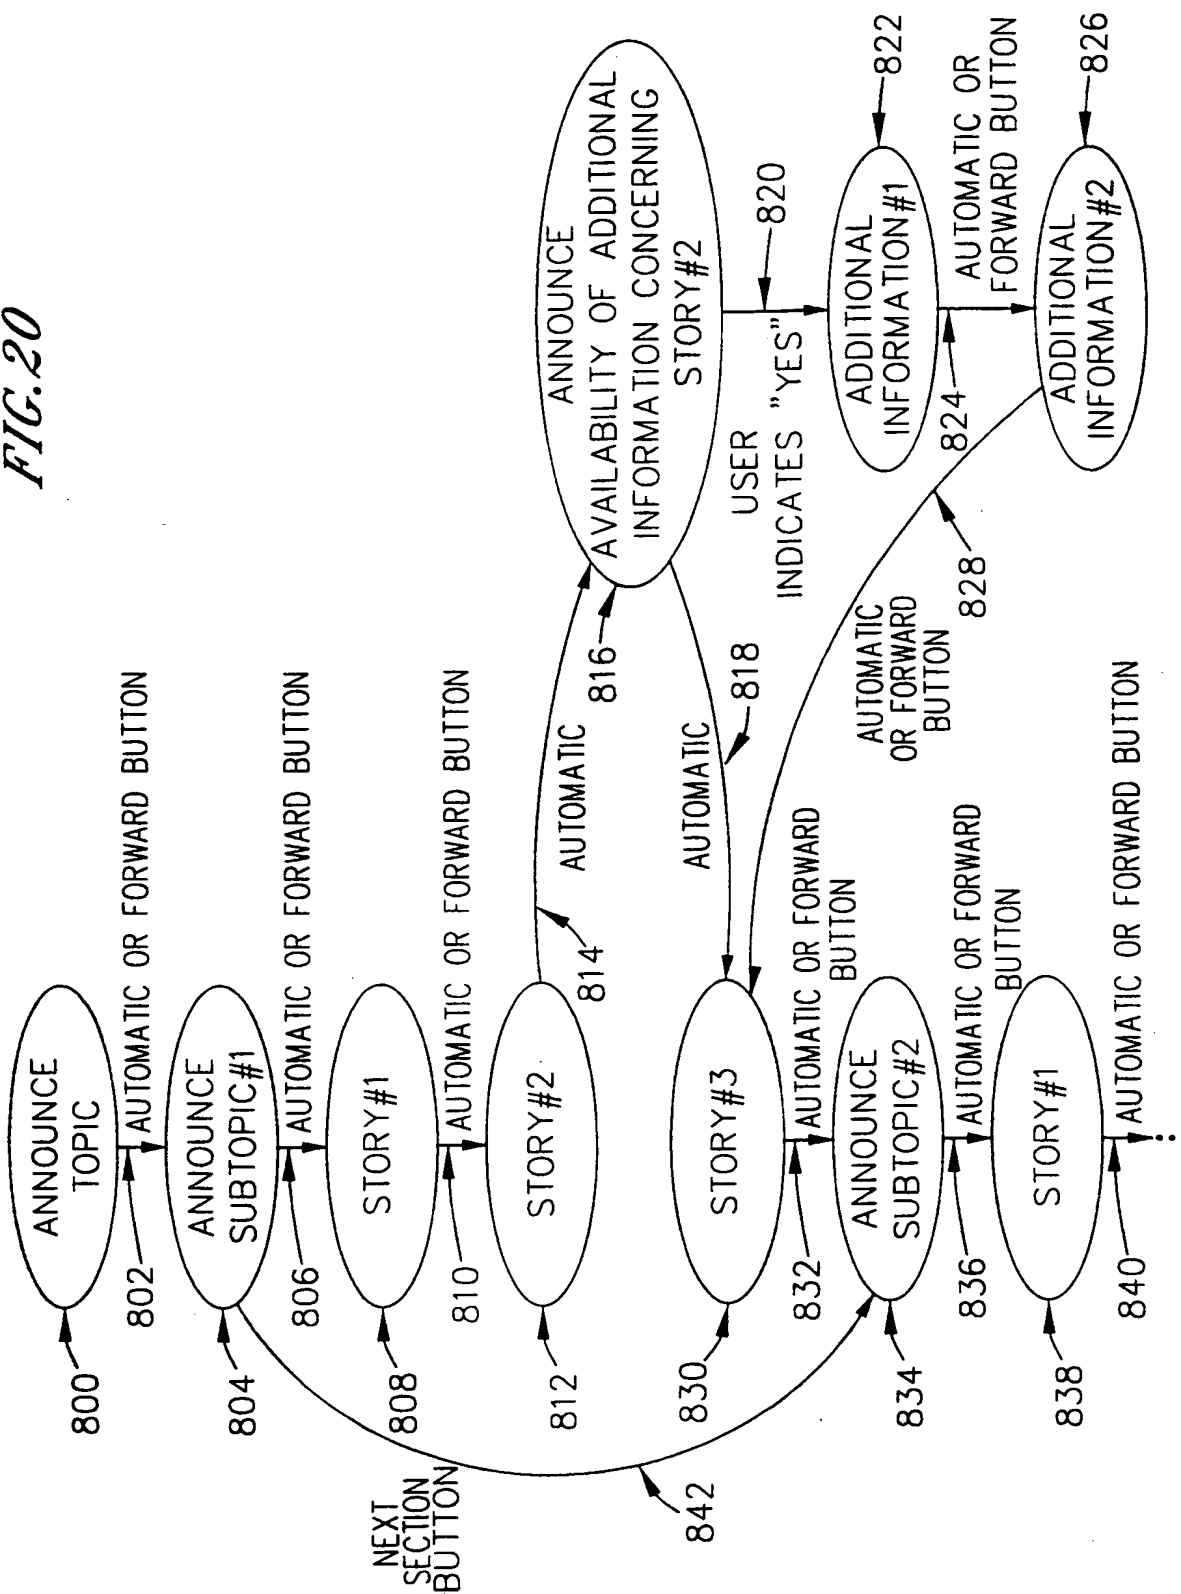 FIG.20
ANNOUNCE
TOPIC
800
802
AUTOMATIC OR FORWARD BUTTON
ANNOUNCE
SUBTOPIC#1
804
806
AUTOMATIC OR FORWARD BUTTON
STORY#1
808
810
AUTOMATIC OR FORWARD BUTTON
STORY#2
812
814
AUTOMATIC
ANNOUNCE
AVAILABILITY OF ADDITIONAL
INFORMATION CONCERNING
STORY#2
816
AUTOMATIC
818
USER
INDICATES "YES"
820
ADDITIONAL
INFORMATION#1
822
824
AUTOMATIC OR
FORWARD BUTTON
ADDITIONAL
INFORMATION#2
826
AUTOMATIC
OR FORWARD
BUTTON
828
STORY#3
830
832
AUTOMATIC OR FORWARD
BUTTON
ANNOUNCE
SUBTOPIC#2
834
836
AUTOMATIC OR FORWARD
BUTTON
STORY#1
838
840
AUTOMATIC OR FORWARD BUTTON
NEXT
SECTION
BUTTON
842